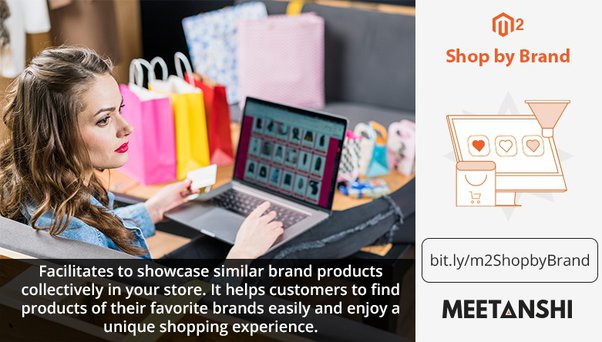 Facilitates to showcase similar brand products
collectively in your store. It helps customers to find
products of their favorite brands easily and enjoy a
unique shopping experience.
2
Shop by Brand
bit.ly/m2ShopbyBrand
MEETANSHI